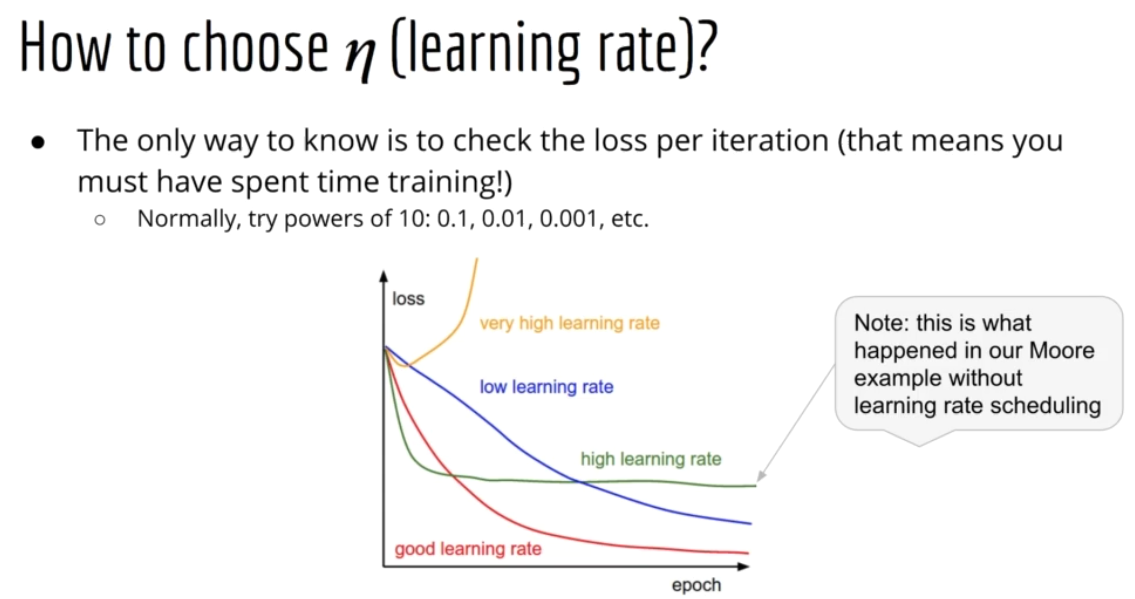 How to choose η (learning rate)?
● The only way to know is to check the loss per iteration (that means you
must have spent time training!)
○ Normally, try powers of 10: 0.1, 0.01, 0.001, etc.
loss
very high learning rate
low learning rate
high learning rate
good learning rate
epoch
Note: this is what
happened in our Moore
example without
learning rate scheduling